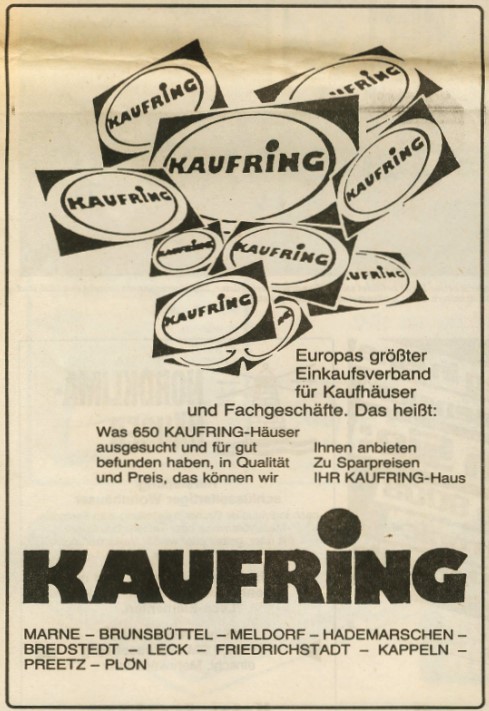 KAUFRING
KAUFRING
KAUFRING
KAUFRING
KAUFRING
KAUFRING
KAUFRING
KAUFRING
Europas größter
Einkaufsverband
für Kaufhäuser
und Fachgeschäfte. Das heißt:
Was 650 KAUFRING-Häuser
ausgesucht und für gut
befunden haben, in Qualität
und Preis, das können wir
Ihnen anbieten
Zu Sparpreisen
IHR KAUFRING-Haus
KAUFRING
MARNE – BRUNSBÜTTEL – MELDORF – HADEMARSCHEN –
BREDSTEDT – LECK – FRIEDRICHSTADT – KAPPELN –
PREETZ – PLÖN